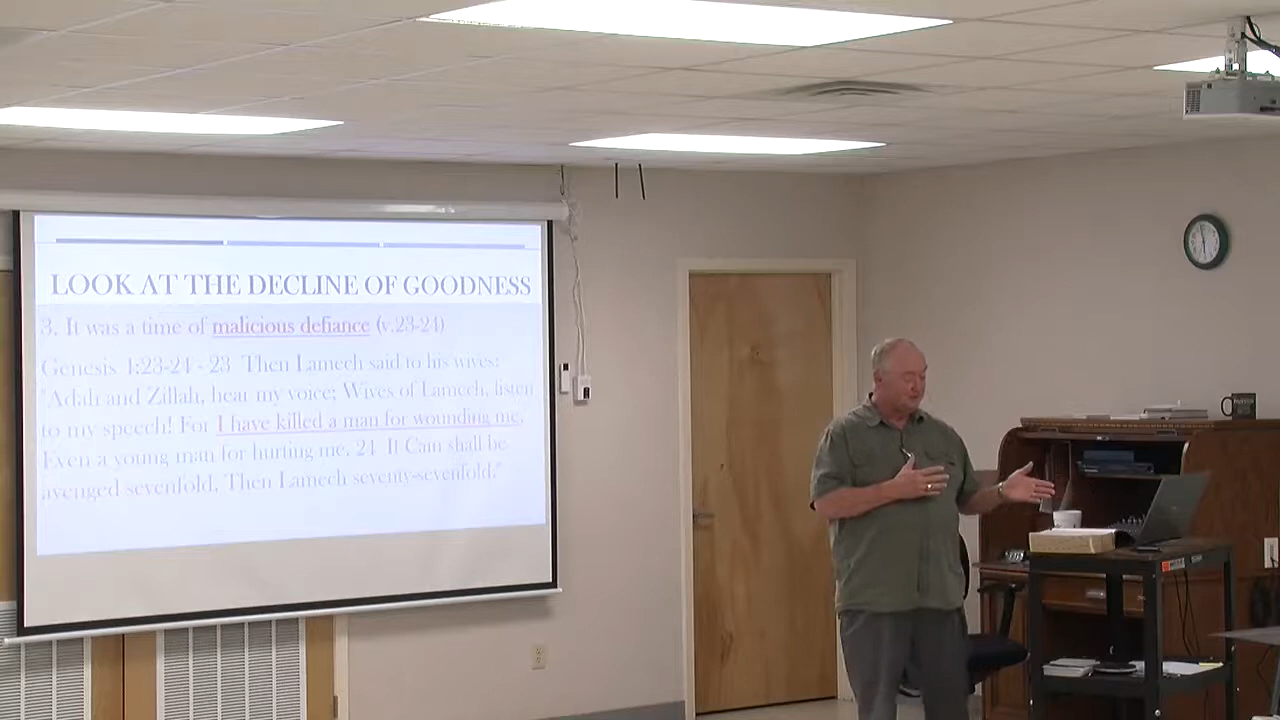 LOOK AT THE DECLINE OF GOODNESS
3. It was a time of malicious defiance (v.23-24)
Genesis 1:23-24 - 23 Then Lamech said to his wives:
"Adah and Zillah, hear my voice; Wives of Lamech, listen
to my speech! For I have killed a man for wounding me,
Even a young man for hurting me. 24 If Cain shall be
avenged sevenfold, Then Lamech seventy-sevenfold."